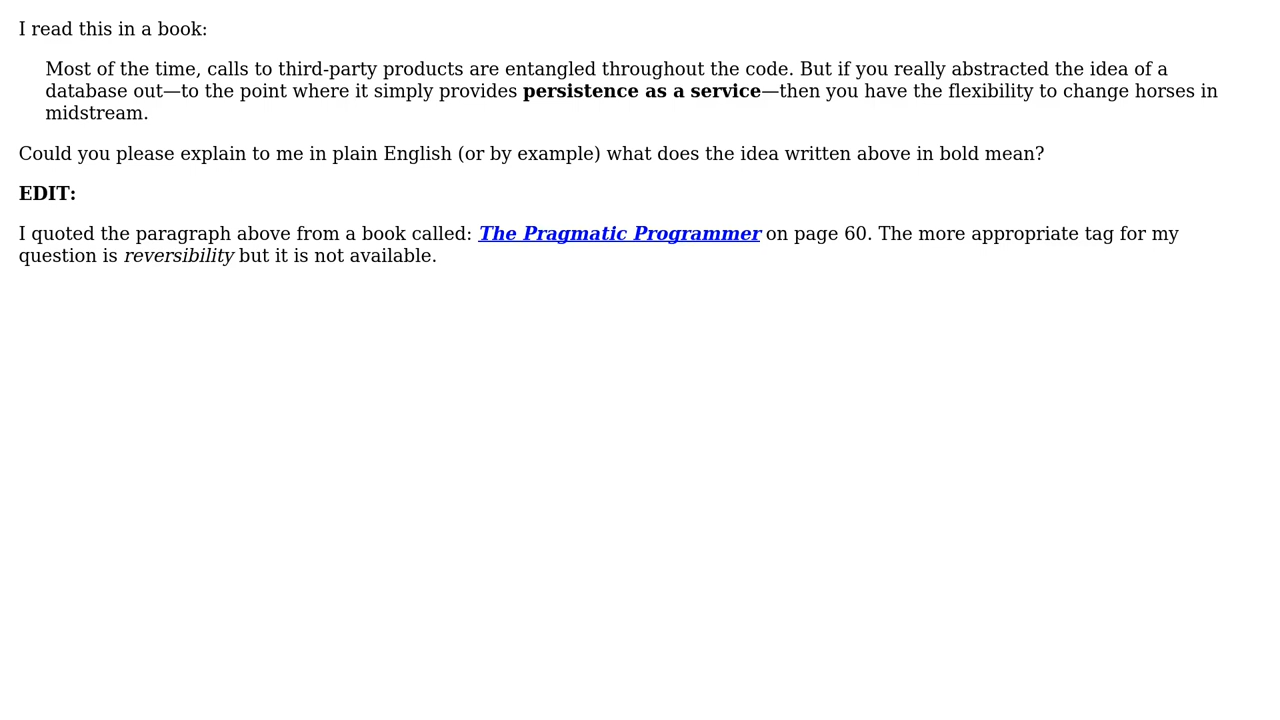 I read this in a book:
Most of the time, calls to third-party products are entangled throughout the code. But if you really abstracted the idea of a
database out—to the point where it simply provides persistence as a service—then you have the flexibility to change horses in
midstream.
Could you please explain to me in plain English (or by example) what does the idea written above in bold mean?
EDIT:
I quoted the paragraph above from a book called: The Pragmatic Programmer on page 60. The more appropriate tag for my
question is reversibility but it is not available.